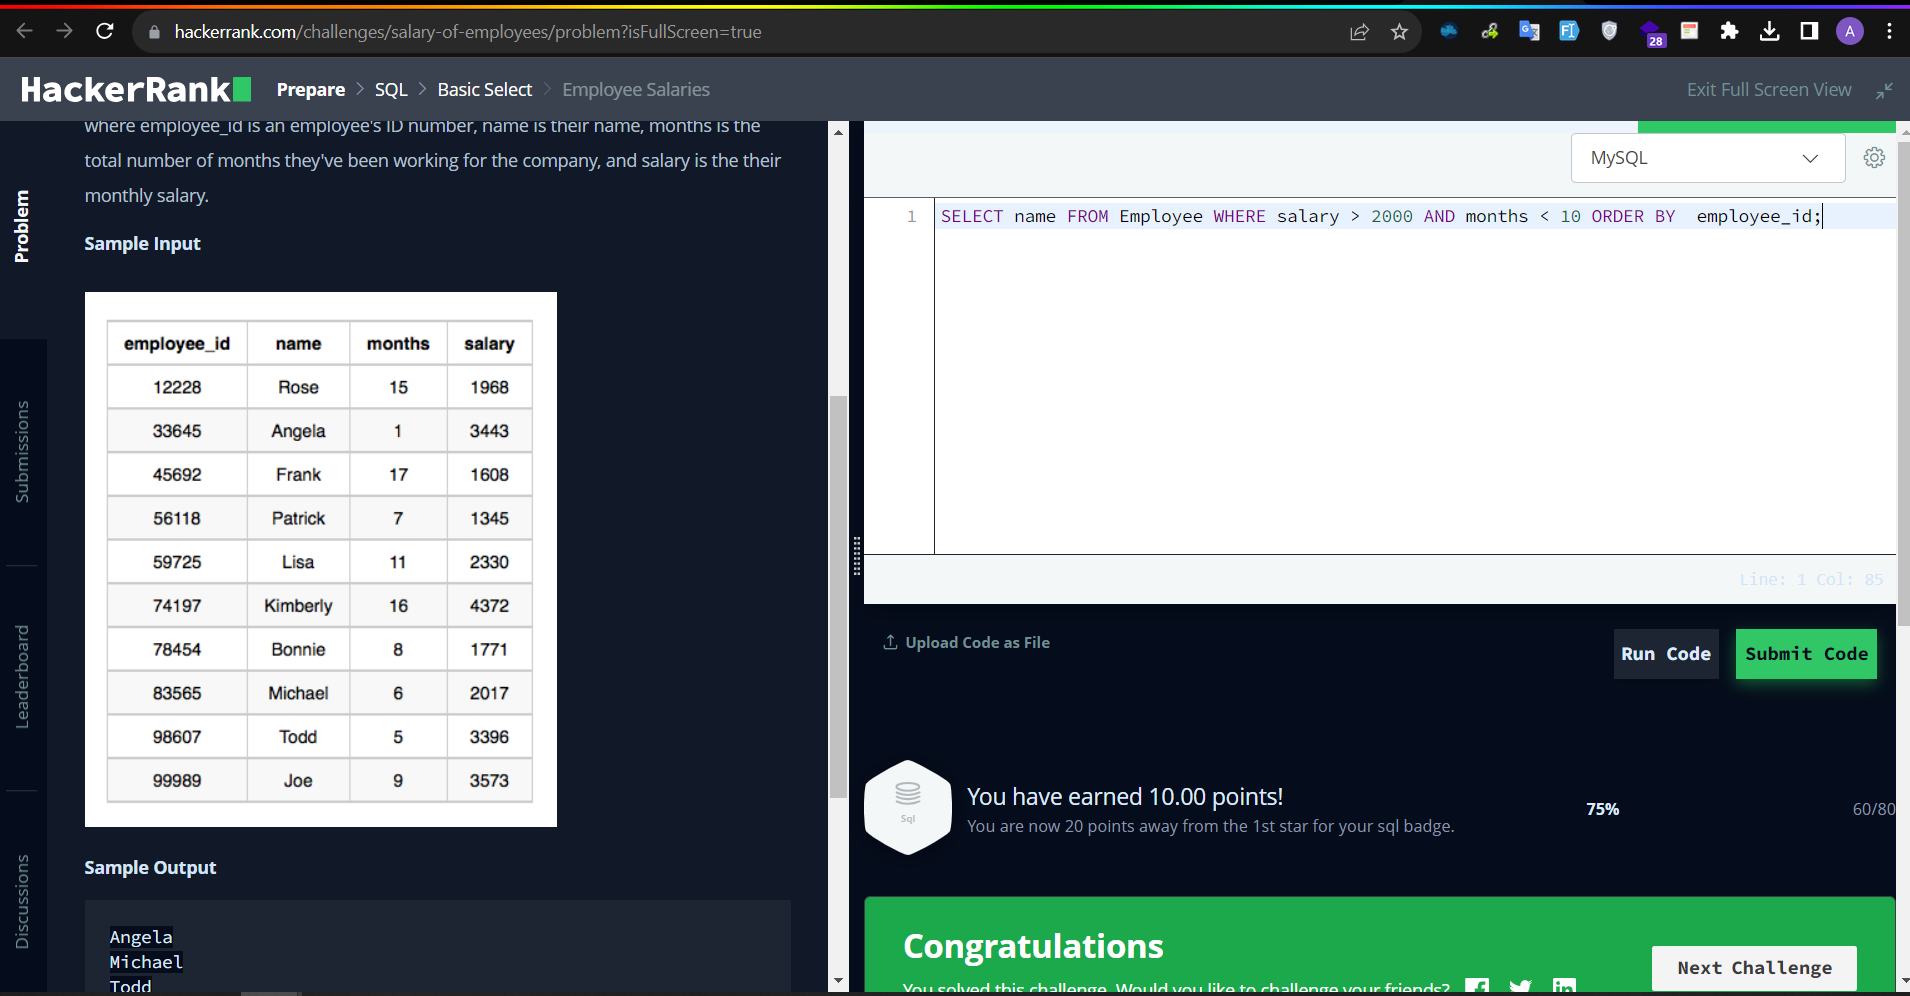 hackerrank.com/challenges/salary-of-employees/problem?isFullScreen=true
28
A
HackerRank
Prepare > SQL > Basic Select > Employee Salaries
Exit Full Screen View
Problem
Submissions
Leaderboard
Discussions
where employee_id is an employee's ID number, name is their name, months is the
total number of months they've been working for the company, and salary is the their
monthly salary.
Sample Input
employee_id name months salary
12228 Rose 15 1968
33645 Angela 1 3443
45692 Frank 17 1608
56118 Patrick 7 1345
59725 Lisa 11 2330
74197 Kimberly 16 4372
78454 Bonnie 8 1771
83565 Michael 6 2017
98607 Todd 5 3396
99989 Joe 9 3573
Sample Output
Angela
Michael
Todd
MySQL
1 SELECT name FROM Employee WHERE salary > 2000 AND months < 10 ORDER BY  employee_id;
Line: 1 Col: 85
Upload Code as File
Run Code
Submit Code
Sql
You have earned 10.00 points!
You are now 20 points away from the 1st star for your sql badge.
75%
60/80
Congratulations
You solved this challenge. Would you like to challenge your friends?
Next Challenge